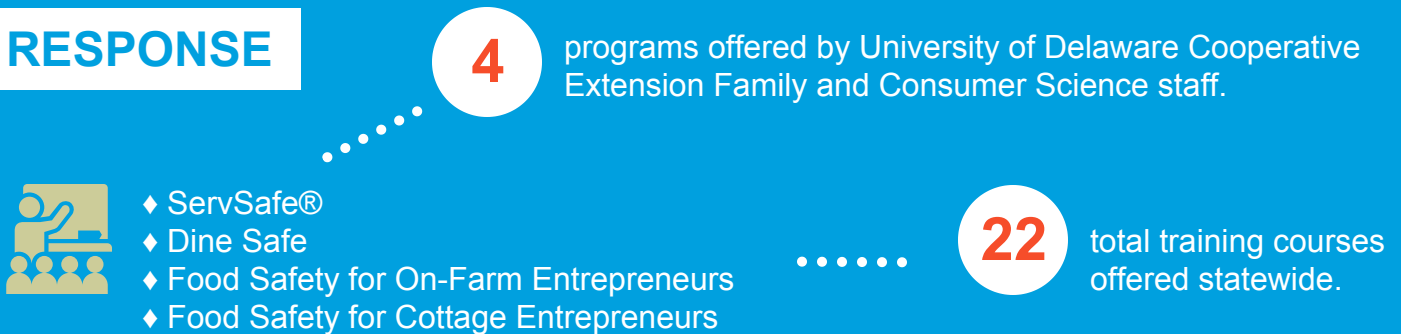 RESPONSE
4
programs offered by University of Delaware Cooperative
Extension Family and Consumer Science staff.
♦ ServSafe®
♦ Dine Safe
♦ Food Safety for On-Farm Entrepreneurs
♦ Food Safety for Cottage Entrepreneurs
22
total training courses
offered statewide.